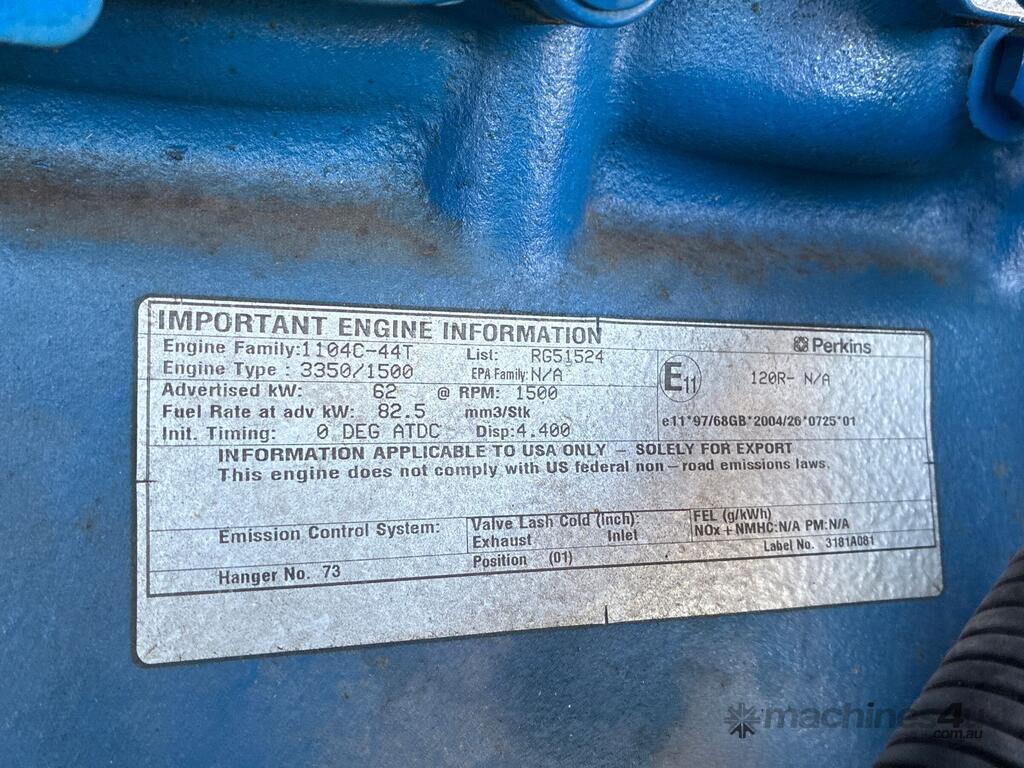 IMPORTANT ENGINE INFORMATION
Perkins
Engine Family:1104C-44T List: RG51524
Engine Type : 3350/1500 EPA Family: N/A
E11 120R- N/A
Advertised kW: 62 @ RPM: 1500
Fuel Rate at adv kW: 82.5 mm3/Stk
e11*97/68GB*2004/26*0725*01
Init. Timing: 0 DEG ATDC Disp:4.400
INFORMATION APPLICABLE TO USA ONLY - SOLELY FOR EXPORT
This engine does not comply with US federal non-road emissions laws.
Emission Control System:
Valve Lash Cold (Inch):
Exhaust Inlet
FEL (g/kWh)
NOx + NMHC:N/A PM:N/A
Hanger No. 73
Position (01)
Label No. 3181A081
machines4u
.com.au